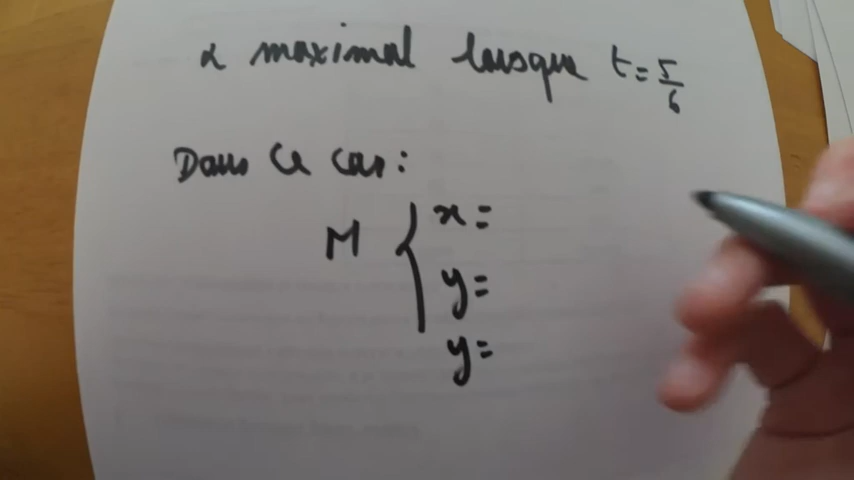 α maximal lorsque t = 5/6
Dans ce cas :
M { x =
y =
y =